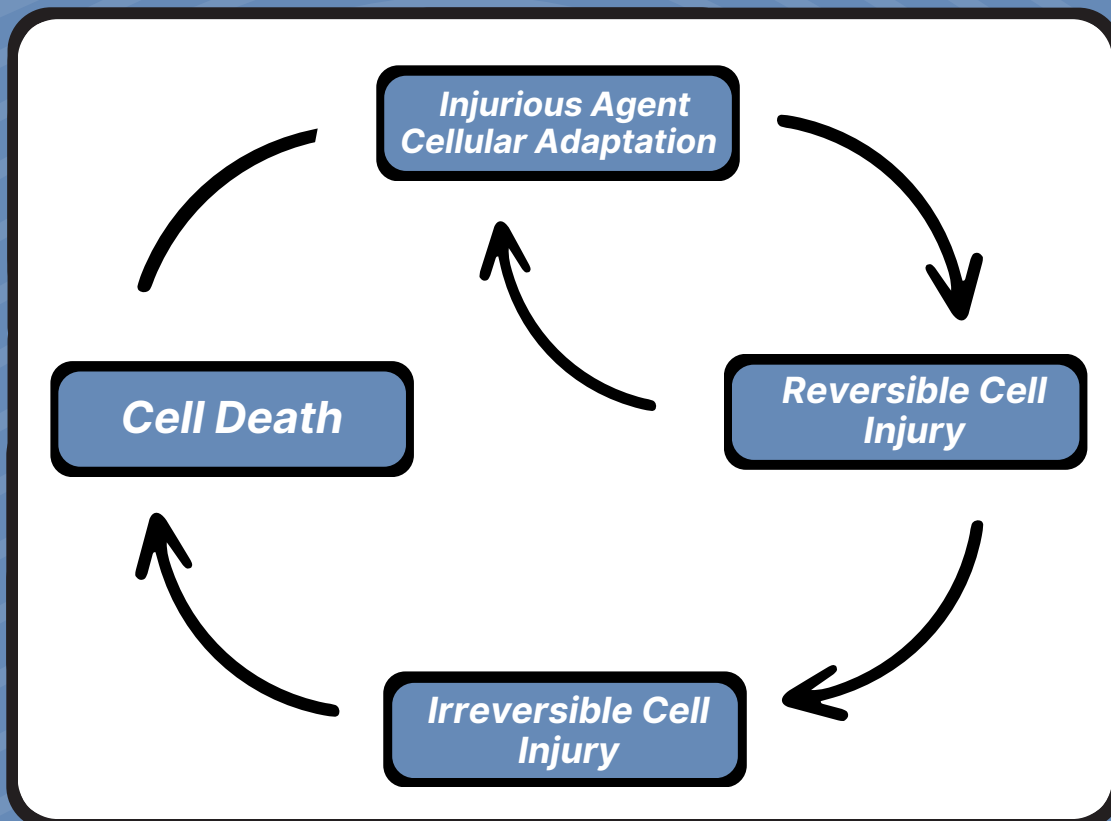 Injurious Agent
Cellular Adaptation
Cell Death
Reversible Cell
Injury
Irreversible Cell
Injury